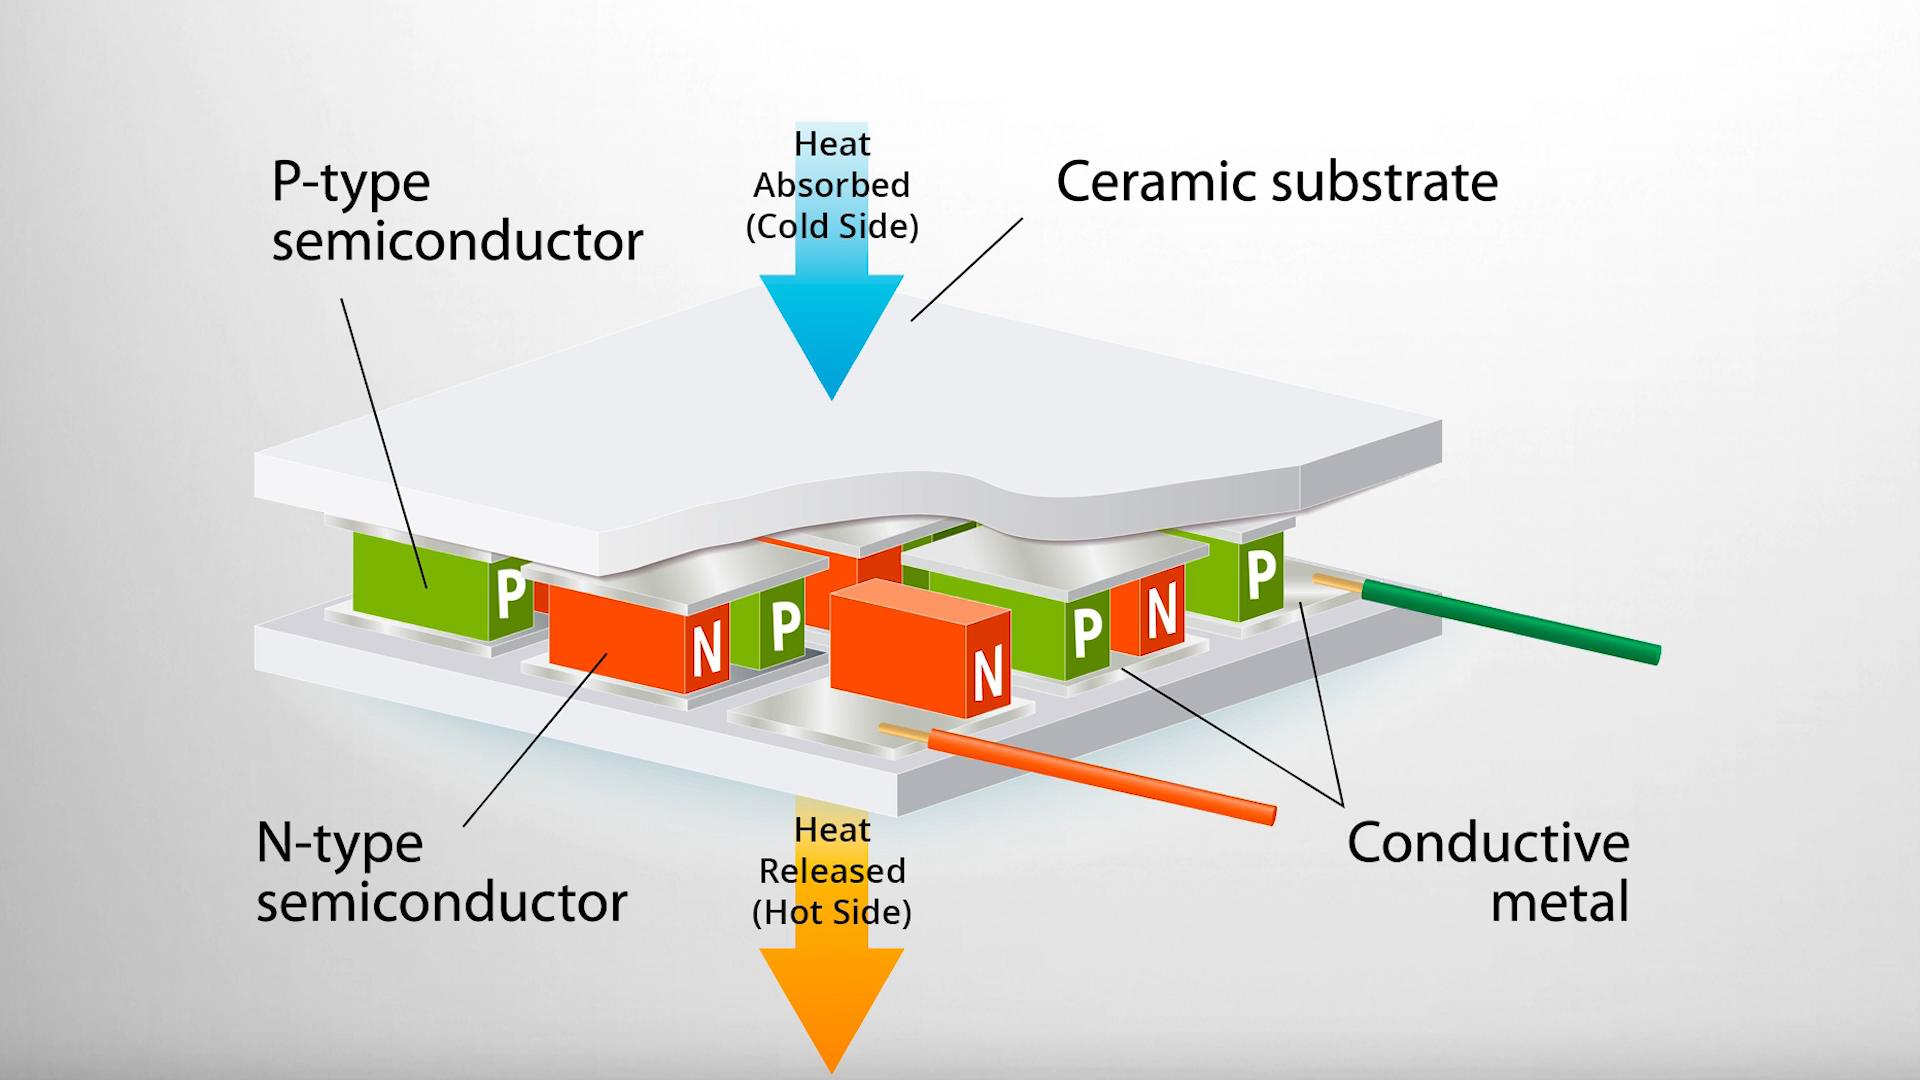 P-type
semiconductor
Heat
Absorbed
(Cold Side)
Ceramic substrate
P
N
P
N
P
N
P
N-type
semiconductor
Heat
Released
(Hot Side)
Conductive
metal